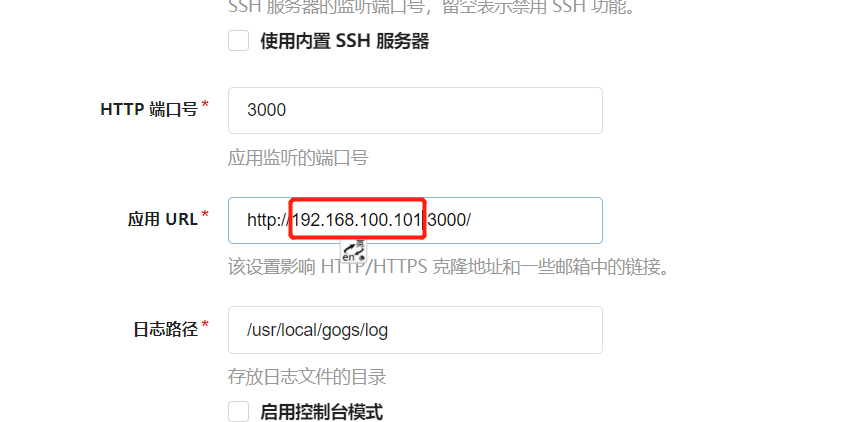 SSH 服务器的监听端口号，留空表示禁用 SSH 功能。
使用内置 SSH 服务器
HTTP 端口号*
3000
应用监听的端口号
应用 URL*
http://192.168.100.101:3000/
英
en
该设置影响 HTTP/HTTPS 克隆地址和一些邮箱中的链接。
日志路径*
/usr/local/gogs/log
存放日志文件的目录
启用控制台模式